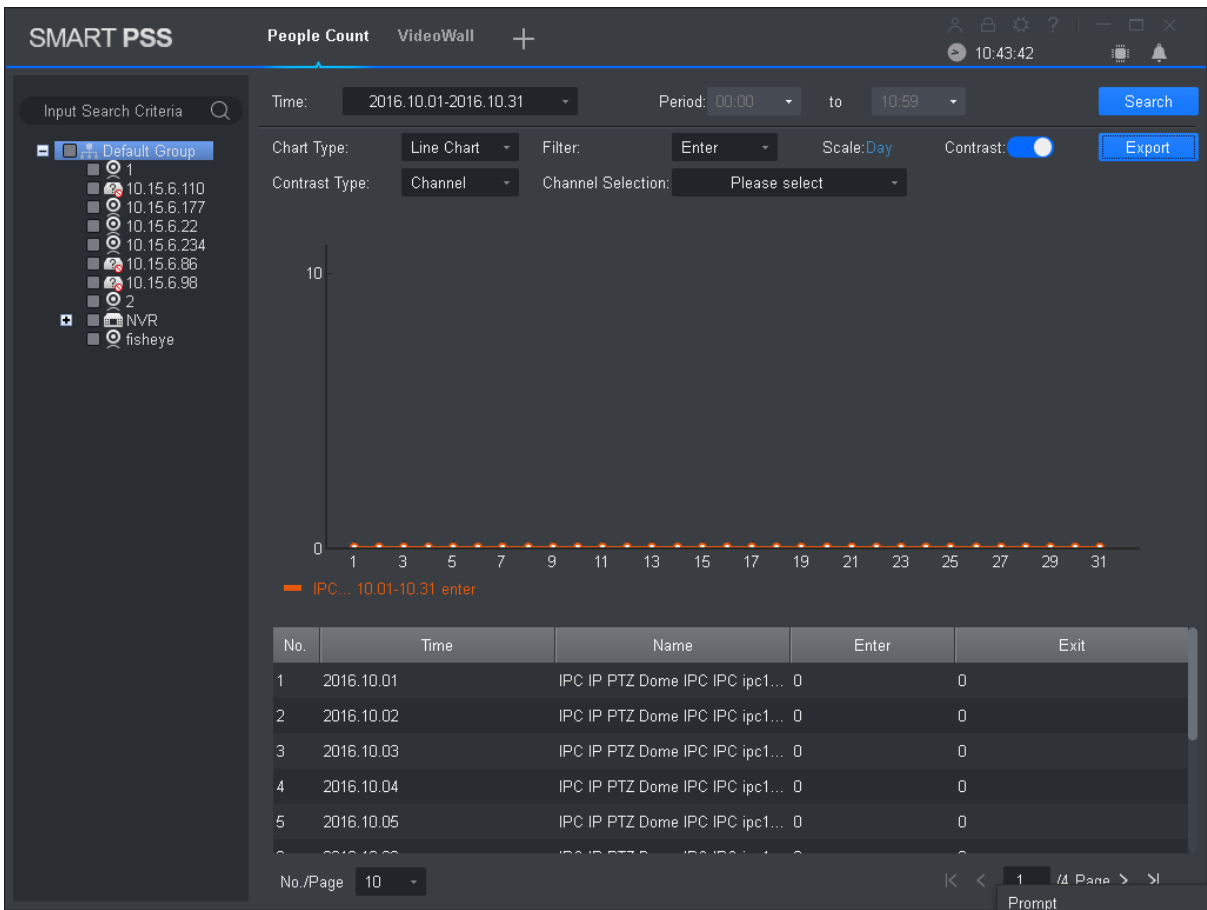 SMART PSS
People Count VideoWall
10:43:42
Input Search Criteria
Default Group
1
10.15.6.110
10.15.6.177
10.15.6.22
10.15.6.234
10.15.6.86
10.15.6.98
2
NVR
fisheye
Time: 2016.10.01-2016.10.31 Period: 00:00 to 10:59 Search
Chart Type: Line Chart Filter: Enter Scale:Day Contrast: Export
Contrast Type: Channel Channel Selection: Please select
10
0
1 3 5 7 9 11 13 15 17 19 21 23 25 27 29 31
IPC... 10.01-10.31 enter
No. Time Name Enter Exit
1 2016.10.01 IPC IP PTZ Dome IPC IPC ipc1... 0 0
2 2016.10.02 IPC IP PTZ Dome IPC IPC ipc1... 0 0
3 2016.10.03 IPC IP PTZ Dome IPC IPC ipc1... 0 0
4 2016.10.04 IPC IP PTZ Dome IPC IPC ipc1... 0 0
5 2016.10.05 IPC IP PTZ Dome IPC IPC ipc1... 0 0
No./Page 10 1 /4 Page
Prompt